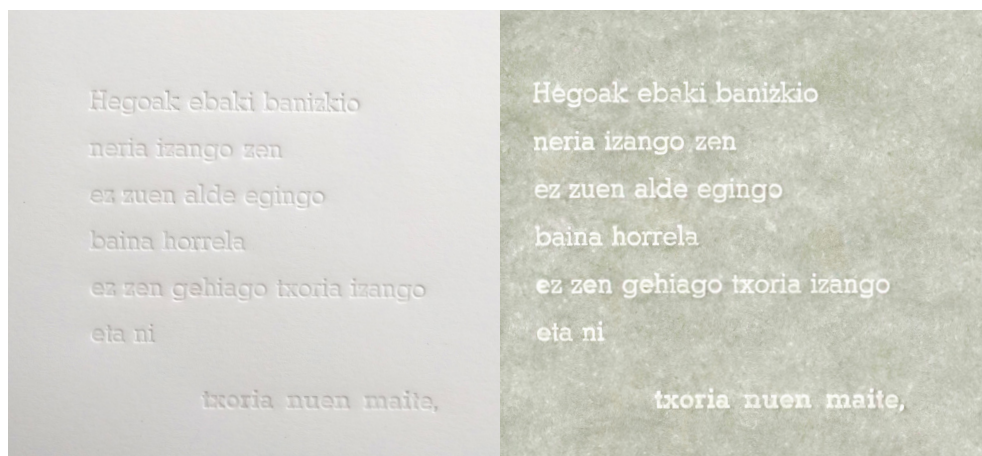 Hegoak ebaki banizkio
neria izango zen
ez zuen alde egingo
baina horrela
ez zen gehiago txoria izango
eta ni
txoria nuen maite,
Hegoak ebaki banizkio
neria izango zen
ez zuen alde egingo
baina horrela
ez zen gehiago txoria izango
eta ni
txoria nuen maite,